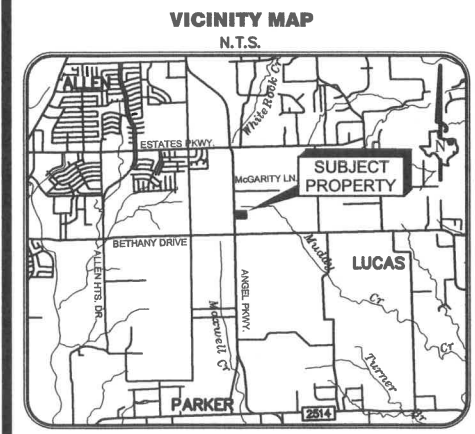 VICINITY MAP
N.T.S.
ALLEN
White Rock Cr.
ESTATES PKWY.
McGARITY LN.
SUBJECT
PROPERTY
N
BETHANY DRIVE
ALLEN HTS. DR
ANGEL PKWY.
Maxwell Cr
Muddy
Cr.
LUCAS
Cr.
Turner
Cr.
PARKER
2514